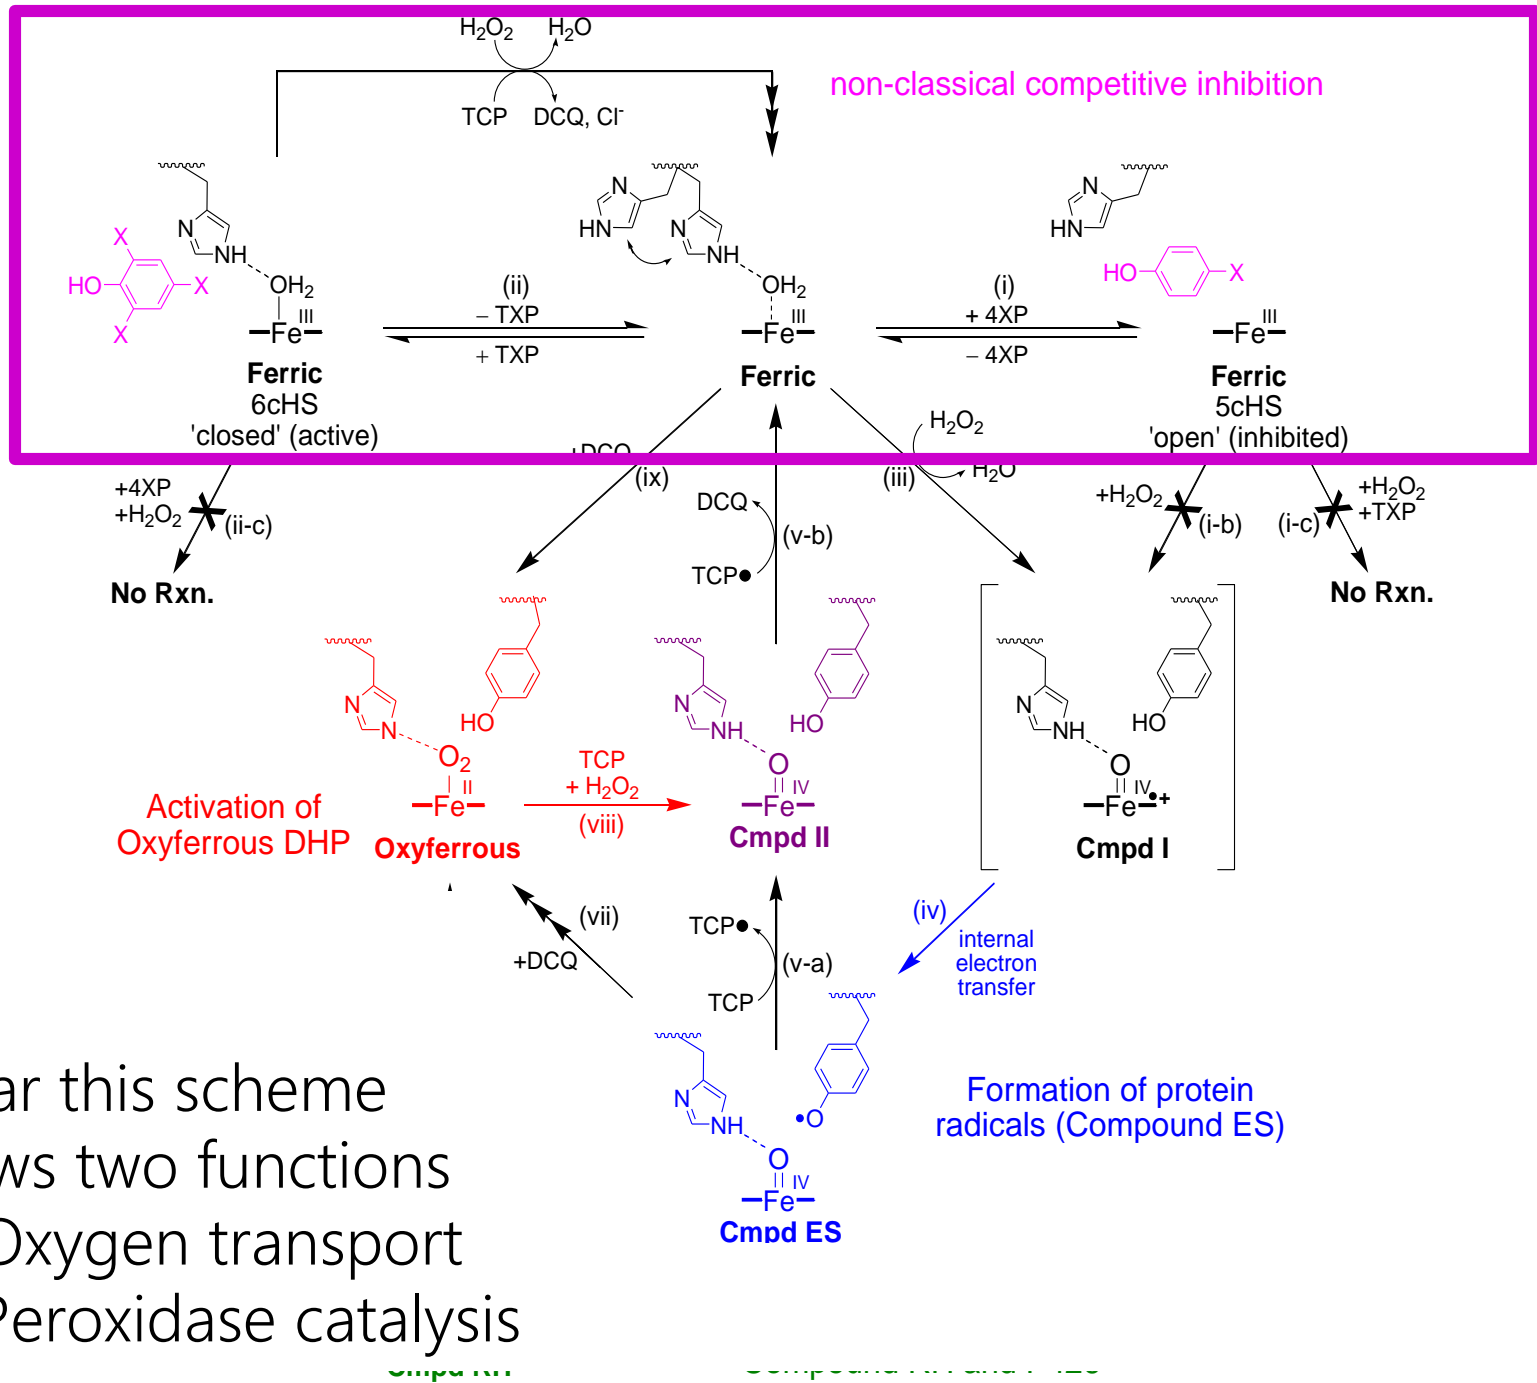 H₂O₂ H₂O
TCP DCQ, Cl⁻
non-classical competitive inhibition
N
NH
X
HO
X
X
OH₂
Fe III
Ferric
6cHS
'closed' (active)
(ii)
− TXP
+ TXP
N
HN
N
NH
OH₂
Fe III
Ferric
(i)
+ 4XP
− 4XP
N
HN
HO X
Fe III
Ferric
5cHS
'open' (inhibited)
+4XP
+H₂O₂
(ii-c)
No Rxn.
+DCQ
(ix)
DCQ
(v-b)
TCP●
H₂O₂
(iii)
H₂O
+H₂O₂
(i-b)
(i-c)
+H₂O₂
+TXP
No Rxn.
N
N
HO
O₂
Fe II
Oxyferrous
Activation of
Oxyferrous DHP
TCP
+ H₂O₂
(viii)
N
NH
HO
O
Fe IV
Cmpd II
N
NH
HO
O
Fe IV ●+
Cmpd I
(iv)
internal
electron
transfer
(vii)
+DCQ
TCP●
(v-a)
TCP
N
NH
●O
O
Fe IV
Cmpd ES
Formation of protein
radicals (Compound ES)
ar this scheme
ws two functions
Oxygen transport
Peroxidase catalysis